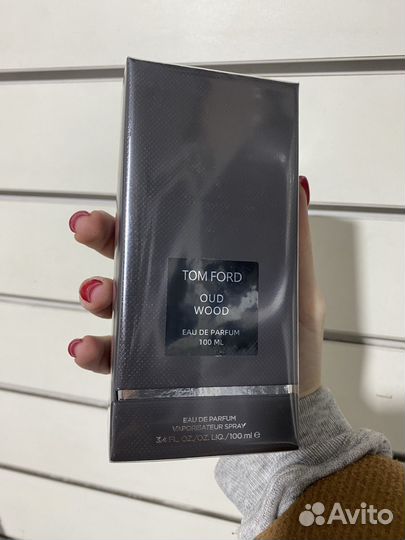 TOM FORD
OUD
WOOD
EAU DE PARFUM
100 ML
EAU DE PARFUM
VAPORISATEUR SPRAY
3.4 FL. OZ./OZ. LIQ./100 ml e
Avito